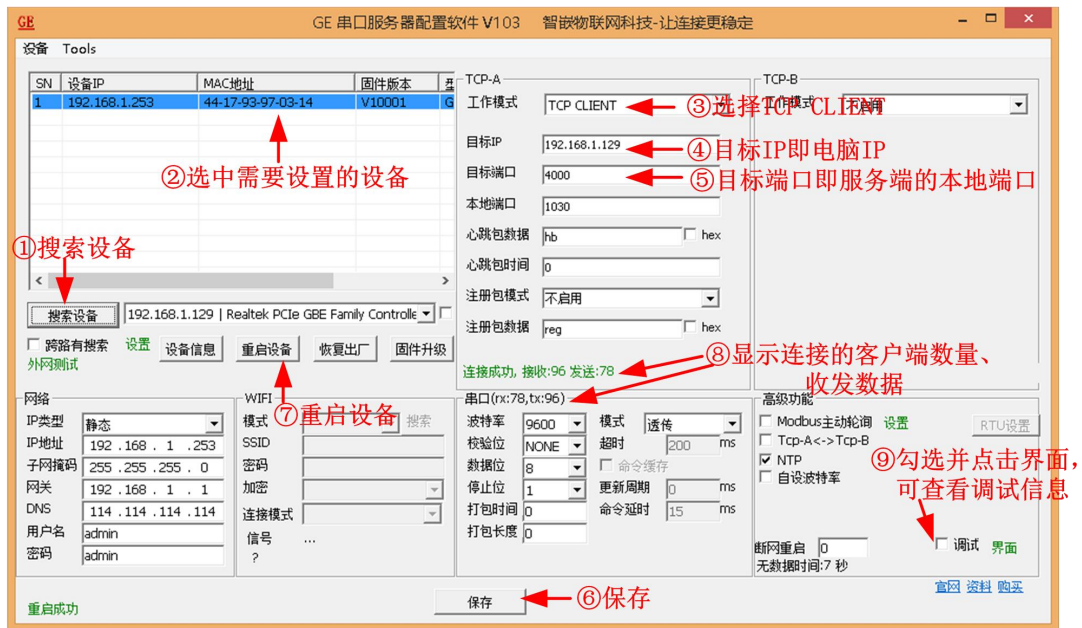 GE
GE 串口服务器配置软件 V103 智嵌物联网科技-让连接更稳定
设备 Tools
SN 设备IP MAC地址 固件版本
1 192.168.1.253 44-17-93-97-03-14 V10001 G
②选中需要设置的设备
①搜索设备
搜索设备 192.168.1.129 | Realtek PCIe GBE Family Controlle
跨路有搜索 设置 设备信息 重启设备 恢复出厂 固件升级
外网测试
⑦重启设备
TCP-A
工作模式 TCP CLIENT
③选择TCP CLIENT
目标IP 192.168.1.129
④目标IP即电脑IP
目标端口 4000
⑤目标端口即服务端的本地端口
本地端口 1030
心跳包数据 hb hex
心跳包时间 0
注册包模式 不启用
注册包数据 reg hex
连接成功, 接收:96 发送:78
⑧显示连接的客户端数量、
收发数据
TCP-B
工作模式 不启用
网络
IP类型 静态
IP地址 192 .168 . 1 .253
子网掩码 255 .255 .255 . 0
网关 192 .168 . 1 . 1
DNS 114 .114 .114 .114
用户名 admin
密码 admin
WIFI
模式 搜索
SSID
密码
加密
连接模式
信号 ...
?
串口(rx:78,tx:96)
波特率 9600 模式 透传
校验位 NONE 超时 200 ms
数据位 8 命令缓存
停止位 1 更新周期 0 ms
打包时间 0 命令延时 15 ms
打包长度 0
高级功能
Modbus主动轮询 设置 RTU设置
Tcp-A<->Tcp-B
NTP
自设波特率
⑨勾选并点击界面,
可查看调试信息
断网重启 0 调试 界面
无数据时间:7 秒
官网 资料 购买
重启成功
保存
⑥保存